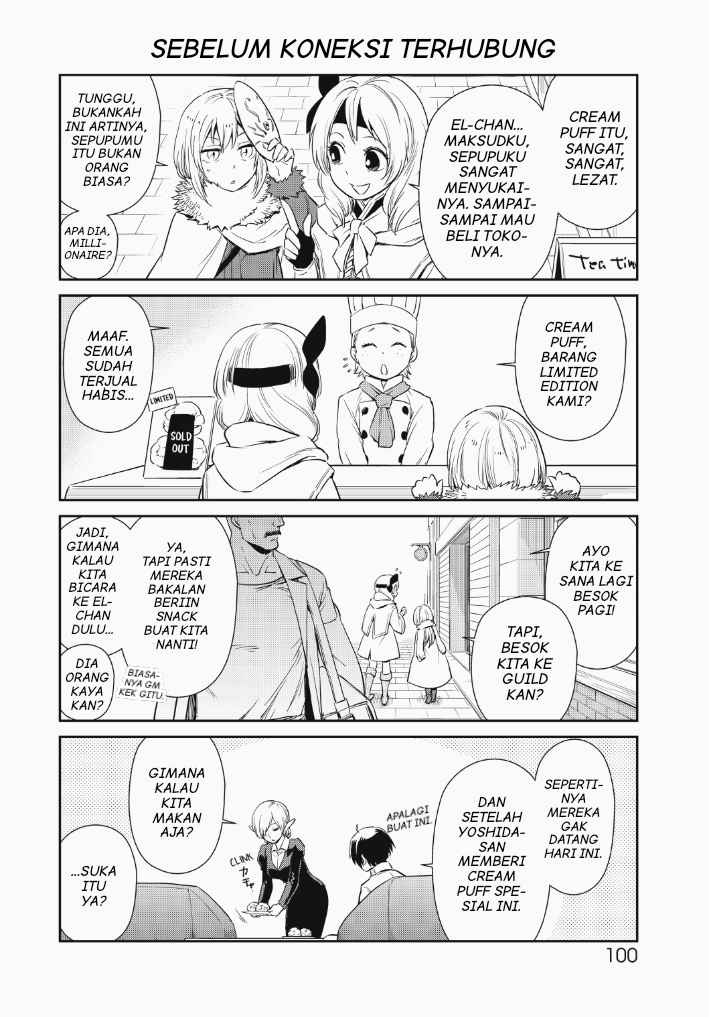 SEBELUM KONEKSI TERHUBUNG
CREAM
PUFF ITU,
SANGAT,
SANGAT,
LEZAT.
EL-CHAN...
MAKSUDKU,
SEPUPUKU
SANGAT
MENYUKAI-
NYA. SAMPAI-
SAMPAI MAU
BELI TOKO-
NYA.
TUNGGU,
BUKANKAH
INI ARTINYA,
SEPUPUMU
ITU BUKAN
ORANG
BIASA?
APA DIA,
MILLI-
ONAIRE?
Tea Tim
CREAM
PUFF,
BARANG
LIMITED
EDITION
KAMI?
MAAF.
SEMUA
SUDAH
TERJUAL
HABIS...
LIMITED
SOLD
OUT
AYO
KITA KE
SANA LAGI
BESOK
PAGI!
TAPI,
BESOK
KITA KE
GUILD
KAN?
YA,
TAPI PASTI
MEREKA
BAKALAN
BERIIN
SNACK
BUAT KITA
NANTI!
BIASA-
NYA GM
KEK GITU.
JADI,
GIMANA
KALAU
KITA
BICARA
KE EL-
CHAN
DULU...
DIA
ORANG
KAYA
KAN?
SEPERTI-
NYA
MEREKA
GAK
DATANG
HARI INI.
DAN
SETELAH
YOSHIDA-
SAN
MEMBERI
CREAM
PUFF SPE-
SIAL INI.
APALAGI
BUAT INI.
GIMANA
KALAU
KITA
MAKAN
AJA?
CLINK
カチャ
...SUKA
ITU
YA?
100